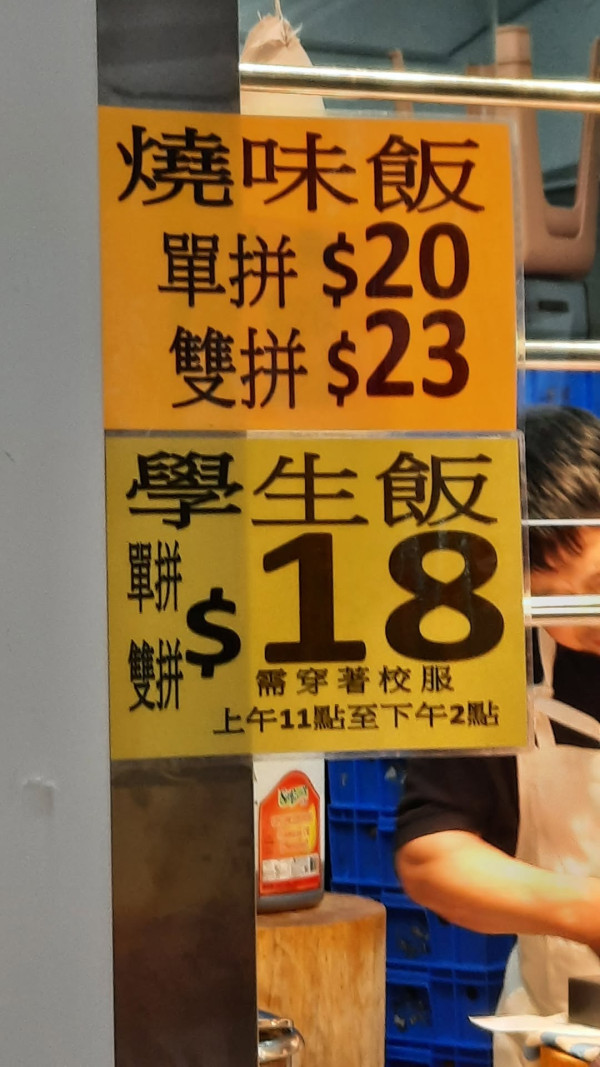 燒味飯
單拼 $20
雙拼 $23
學生飯
單拼
雙拼
$18
需穿著校服
上午11點至下午2點